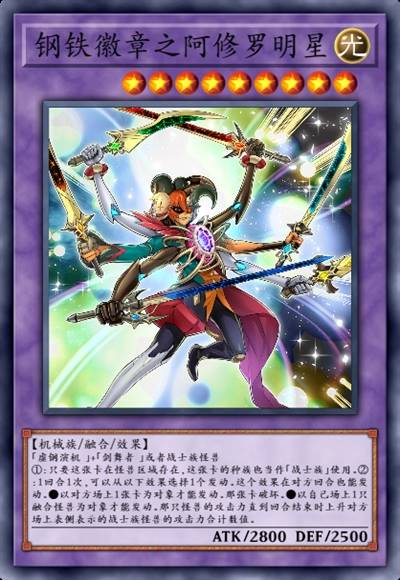 钢铁徽章之阿修罗明星
光
【机械族/融合/效果】
「虚钢演机」+「剑舞者」或者战士族怪兽
①:只要这张卡在怪兽区域存在,这张卡的种族也当作「战士族」使用。②
:1回合1次,可以从以下效果选择1个发动。这个效果在对方回合也能发
动。●以对方场上1张卡为对象才能发动。那张卡破坏。●以自己场上1只
融合怪兽为对象才能发动。那只怪兽的攻击力直到回合结束时上升对方
场上表侧表示的战士族怪兽的攻击力合计数值。
ATK/2800 DEF/2500